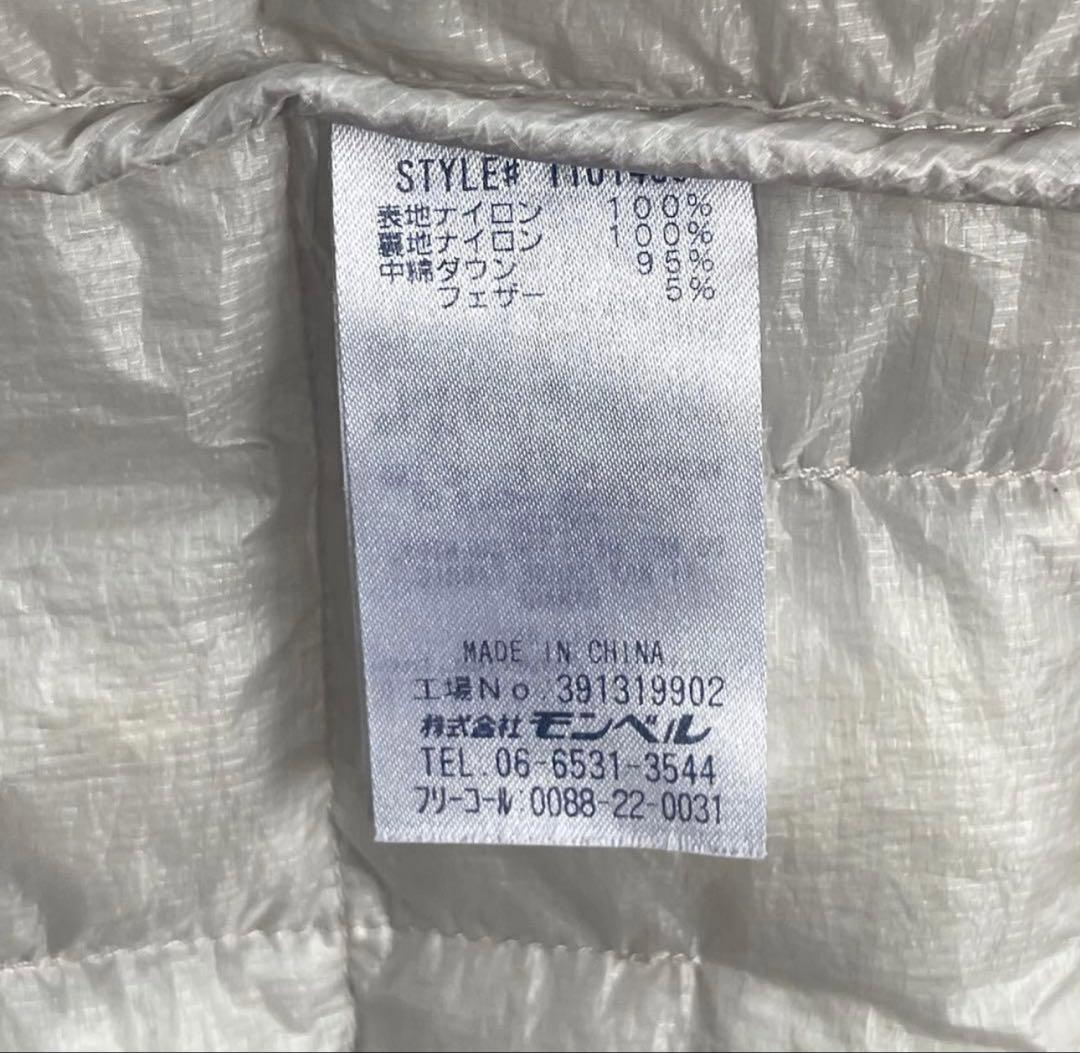 STYLE#
表地ナイロン 100%
裏地ナイロン 100%
中綿ダウン 95%
フェザー 5%
MADE IN CHINA
工場No.391319902
株式会社モンベル
TEL.06-6531-3544
フリーコール:0088-22-0031